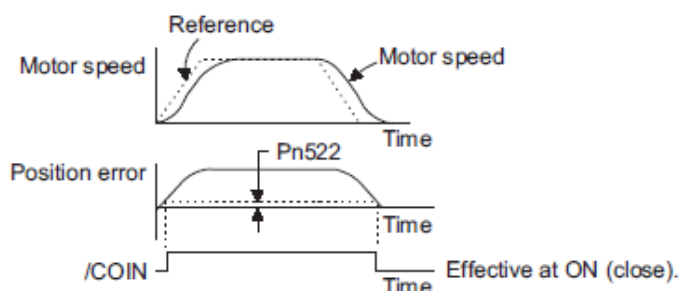 Reference
Motor speed
Motor speed
Time
Pn522
Position error
Time
/COIN
Effective at ON (close).
Time